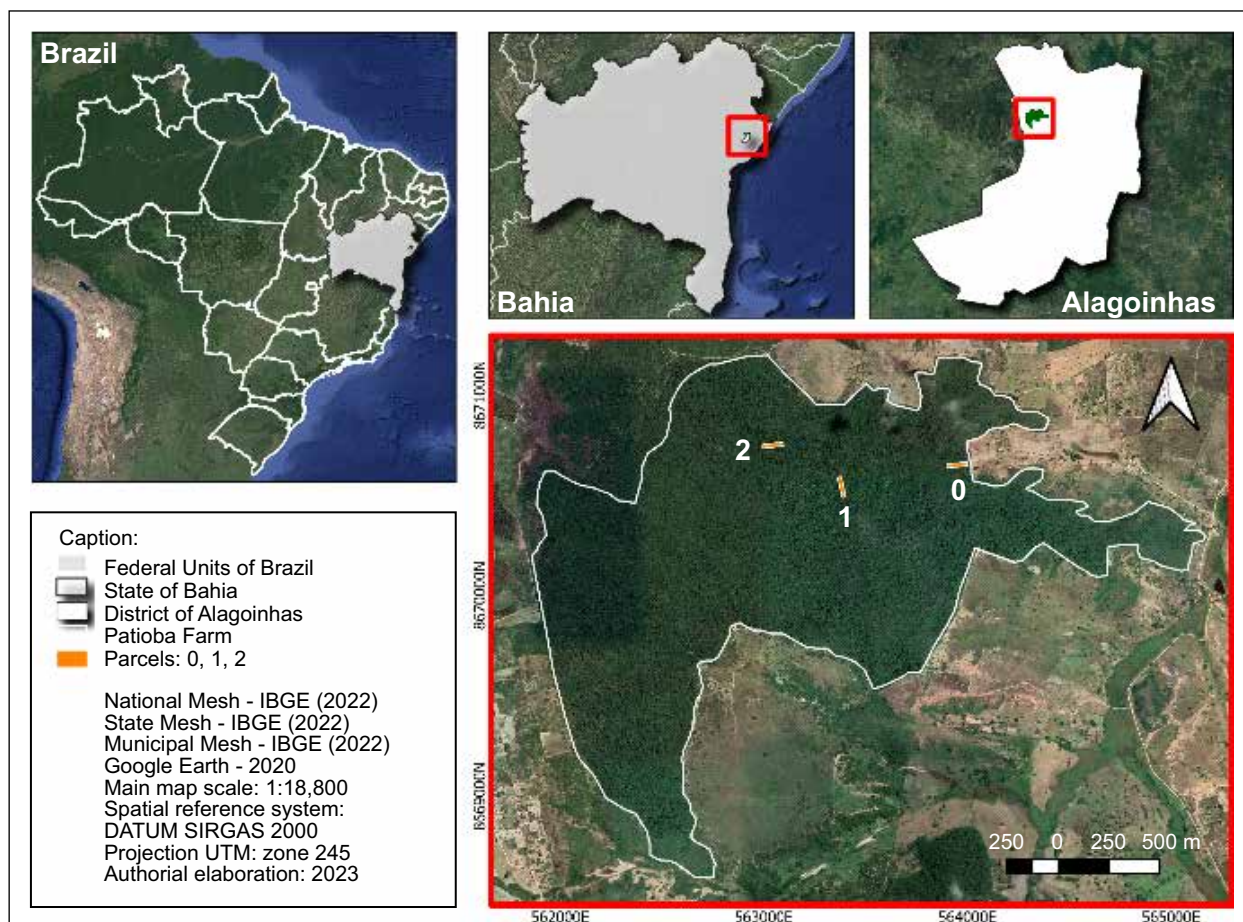 Brazil
Bahia
Alagoinhas
Caption:
Federal Units of Brazil
State of Bahia
District of Alagoinhas
Patioba Farm
Parcels: 0, 1, 2
National Mesh - IBGE (2022)
State Mesh - IBGE (2022)
Municipal Mesh - IBGE (2022)
Google Earth - 2020
Main map scale: 1:18,800
Spatial reference system:
DATUM SIRGAS 2000
Projection UTM: zone 245
Authorial elaboration: 2023
8671000N
8670000N
8669000N
2
1
0
250 0 250 500 m
562000E 563000E 564000E 565000E